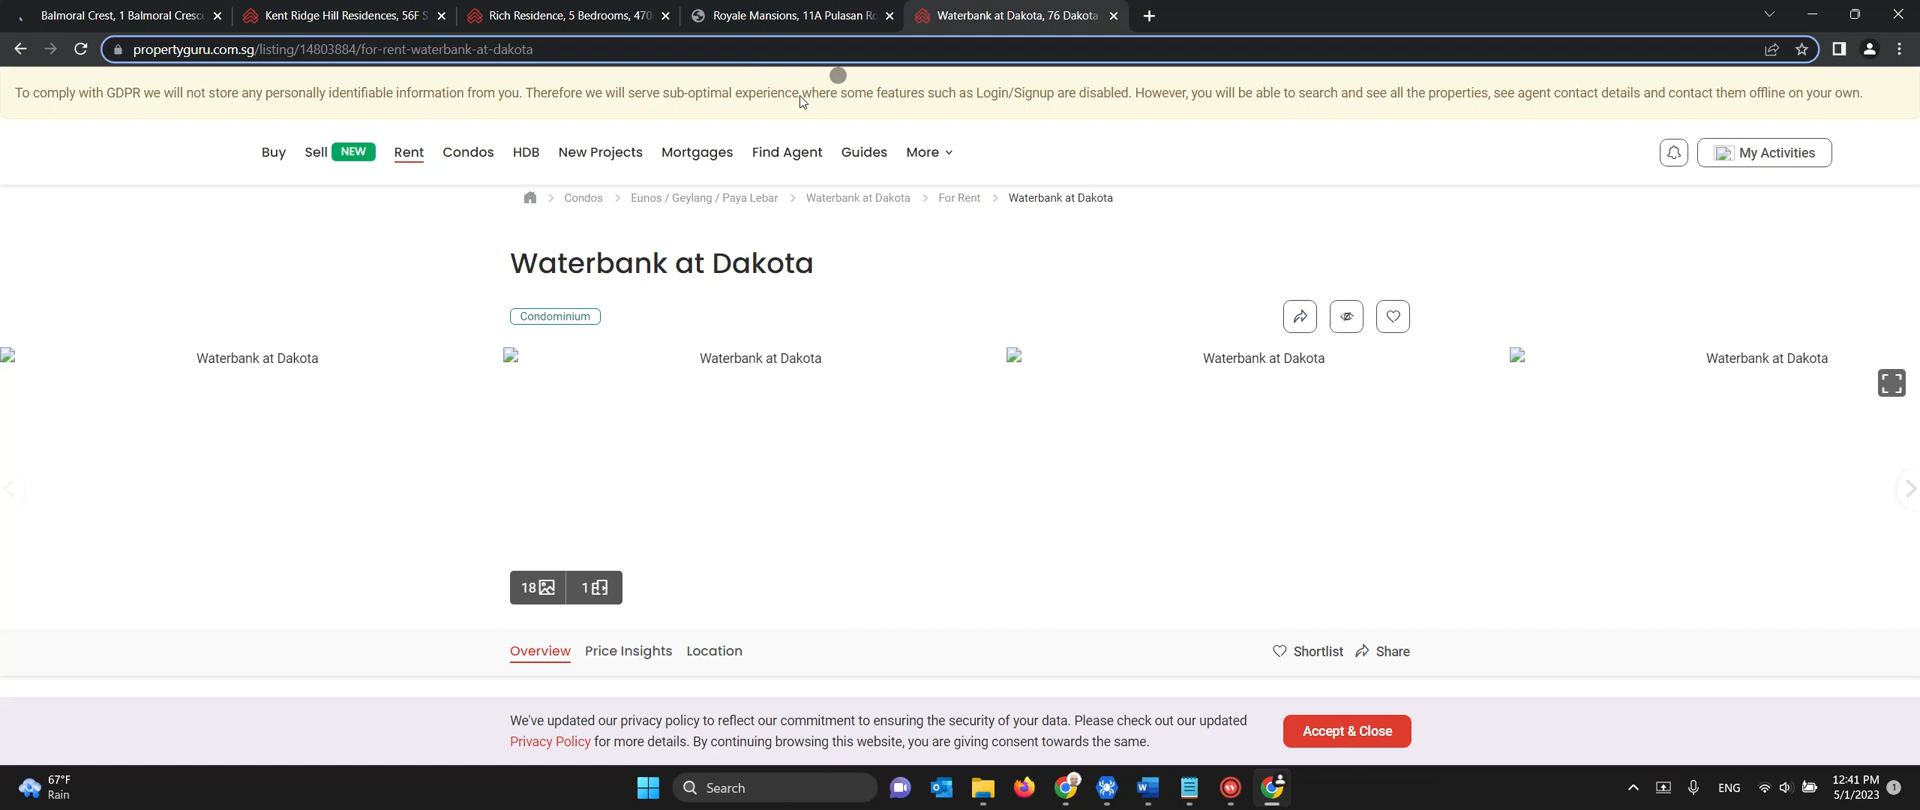 Balmoral Crest, 1 Balmoral Cresc
Kent Ridge Hill Residences, 56F S
Rich Residence, 5 Bedrooms, 470
Royale Mansions, 11A Pulasan Ro
Waterbank at Dakota, 76 Dakota
propertyguru.com.sg/listing/14803884/for-rent-waterbank-at-dakota
To comply with GDPR we will not store any personally identifiable information from you. Therefore we will serve sub-optimal experience where some features such as Login/Signup are disabled. However, you will be able to search and see all the properties, see agent contact details and contact them offline on your own.
Buy Sell NEW Rent Condos HDB New Projects Mortgages Find Agent Guides More My Activities
Condos > Eunos / Geylang / Paya Lebar > Waterbank at Dakota > For Rent > Waterbank at Dakota
Waterbank at Dakota
Condominium
Waterbank at Dakota Waterbank at Dakota Waterbank at Dakota Waterbank at Dakota
18 1
Overview Price Insights Location Shortlist Share
We've updated our privacy policy to reflect our commitment to ensuring the security of your data. Please check out our updated
Privacy Policy for more details. By continuing browsing this website, you are giving consent towards the same.
Accept & Close
67°F
Rain
Search
ENG
12:41 PM
5/1/2023
1